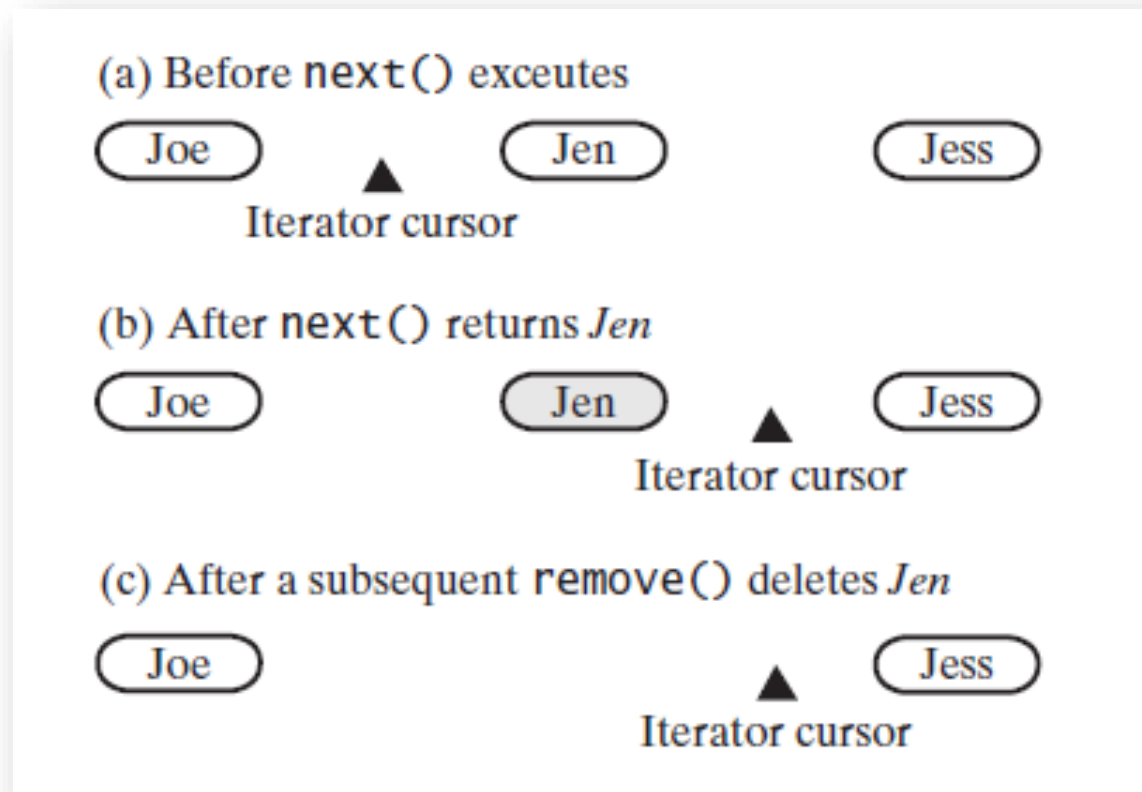 (a) Before next() exceutes
Joe Jen Jess
Iterator cursor
(b) After next() returns Jen
Joe Jen Jess
Iterator cursor
(c) After a subsequent remove() deletes Jen
Joe Jess
Iterator cursor